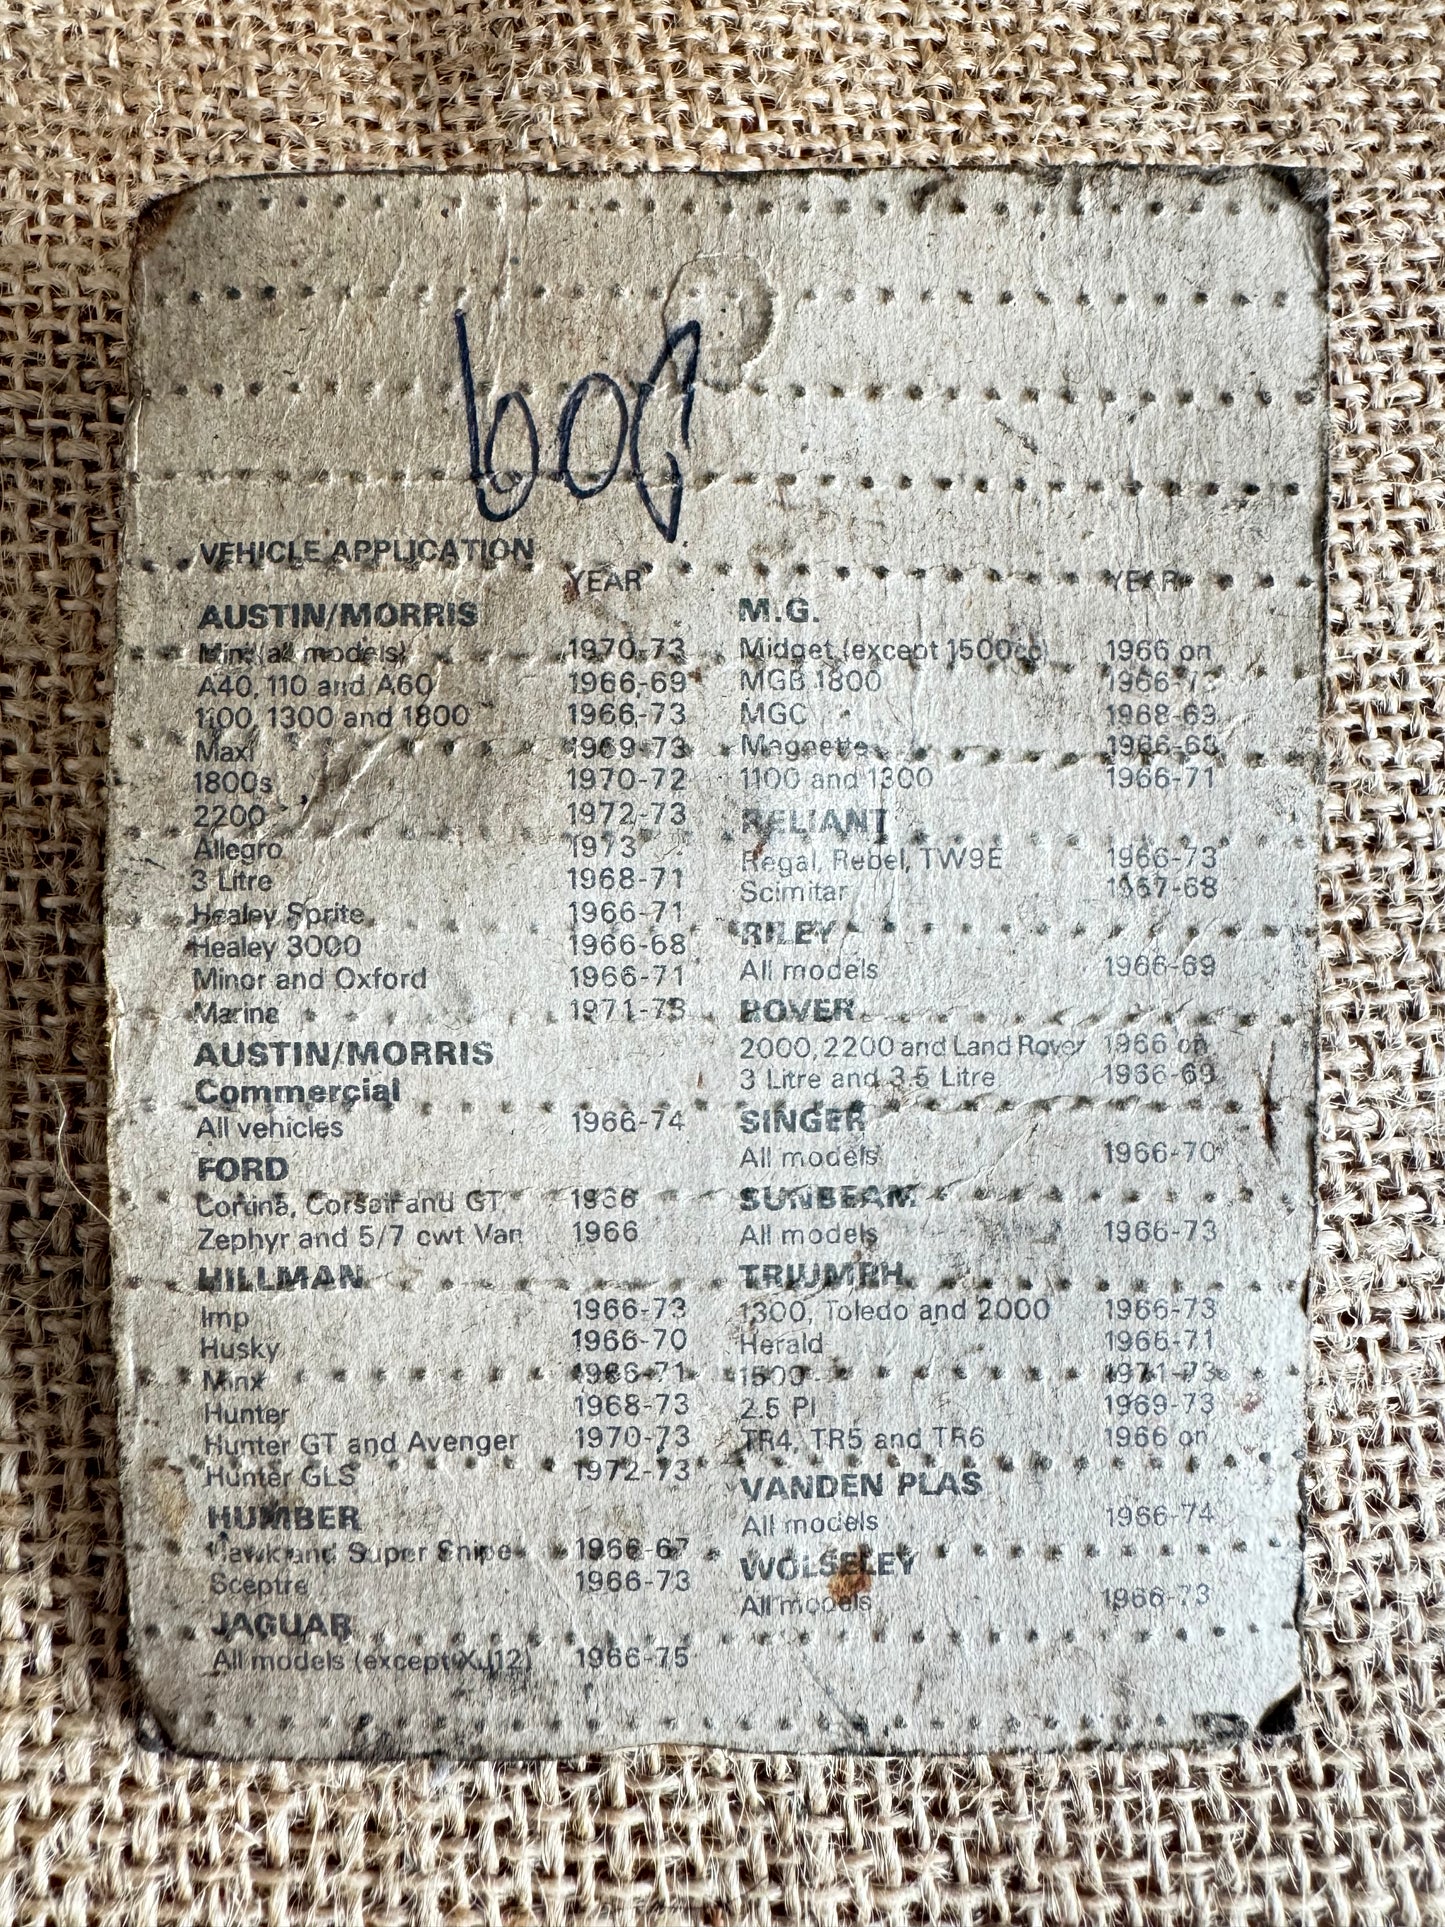 VEHICLE APPLICATION
YEAR
AUSTIN/MORRIS
Mini (all models) 1970-73
A40, 110 and A60 1966-69
1100, 1300 and 1800 1966-73
Maxi 1969-73
1800s 1970-72
2200 1972-73
Allegro 1973
3 Litre 1968-71
Healey Sprite 1966-71
Healey 3000 1966-68
Minor and Oxford 1966-71
Marina 1971-73
AUSTIN/MORRIS
Commercial
All vehicles 1966-74
FORD
Cortina, Corsair and GT 1966
Zephyr and 5/7 cwt Van 1966
HILLMAN
Imp 1966-73
Husky 1966-70
Minx 1966-71
Hunter 1968-73
Hunter GT and Avenger 1970-73
Hunter GLS 1972-73
HUMBER
Hawk and Super Snipe 1966-67
Sceptre 1966-73
JAGUAR
All models (except XJ12) 1966-75
YEAR
M.G.
Midget (except 1500cc) 1966 on
MGB 1800 1966-73
MGC 1968-69
Magnette 1966-68
1100 and 1300 1966-71
RELIANT
Regal, Rebel, TW9E 1966-73
Scimitar 1967-68
RILEY
All models 1966-69
ROVER
2000, 2200 and Land Rover 1966 on
3 Litre and 3.5 Litre 1966-69
SINGER
All models 1966-70
SUNBEAM
All models 1966-73
TRIUMPH
1300, Toledo and 2000 1966-73
Herald 1966-71
1500 1971-73
2.5 PI 1969-73
TR4, TR5 and TR6 1966 on
VANDEN PLAS
All models 1966-74
WOLSELEY
All models 1966-73